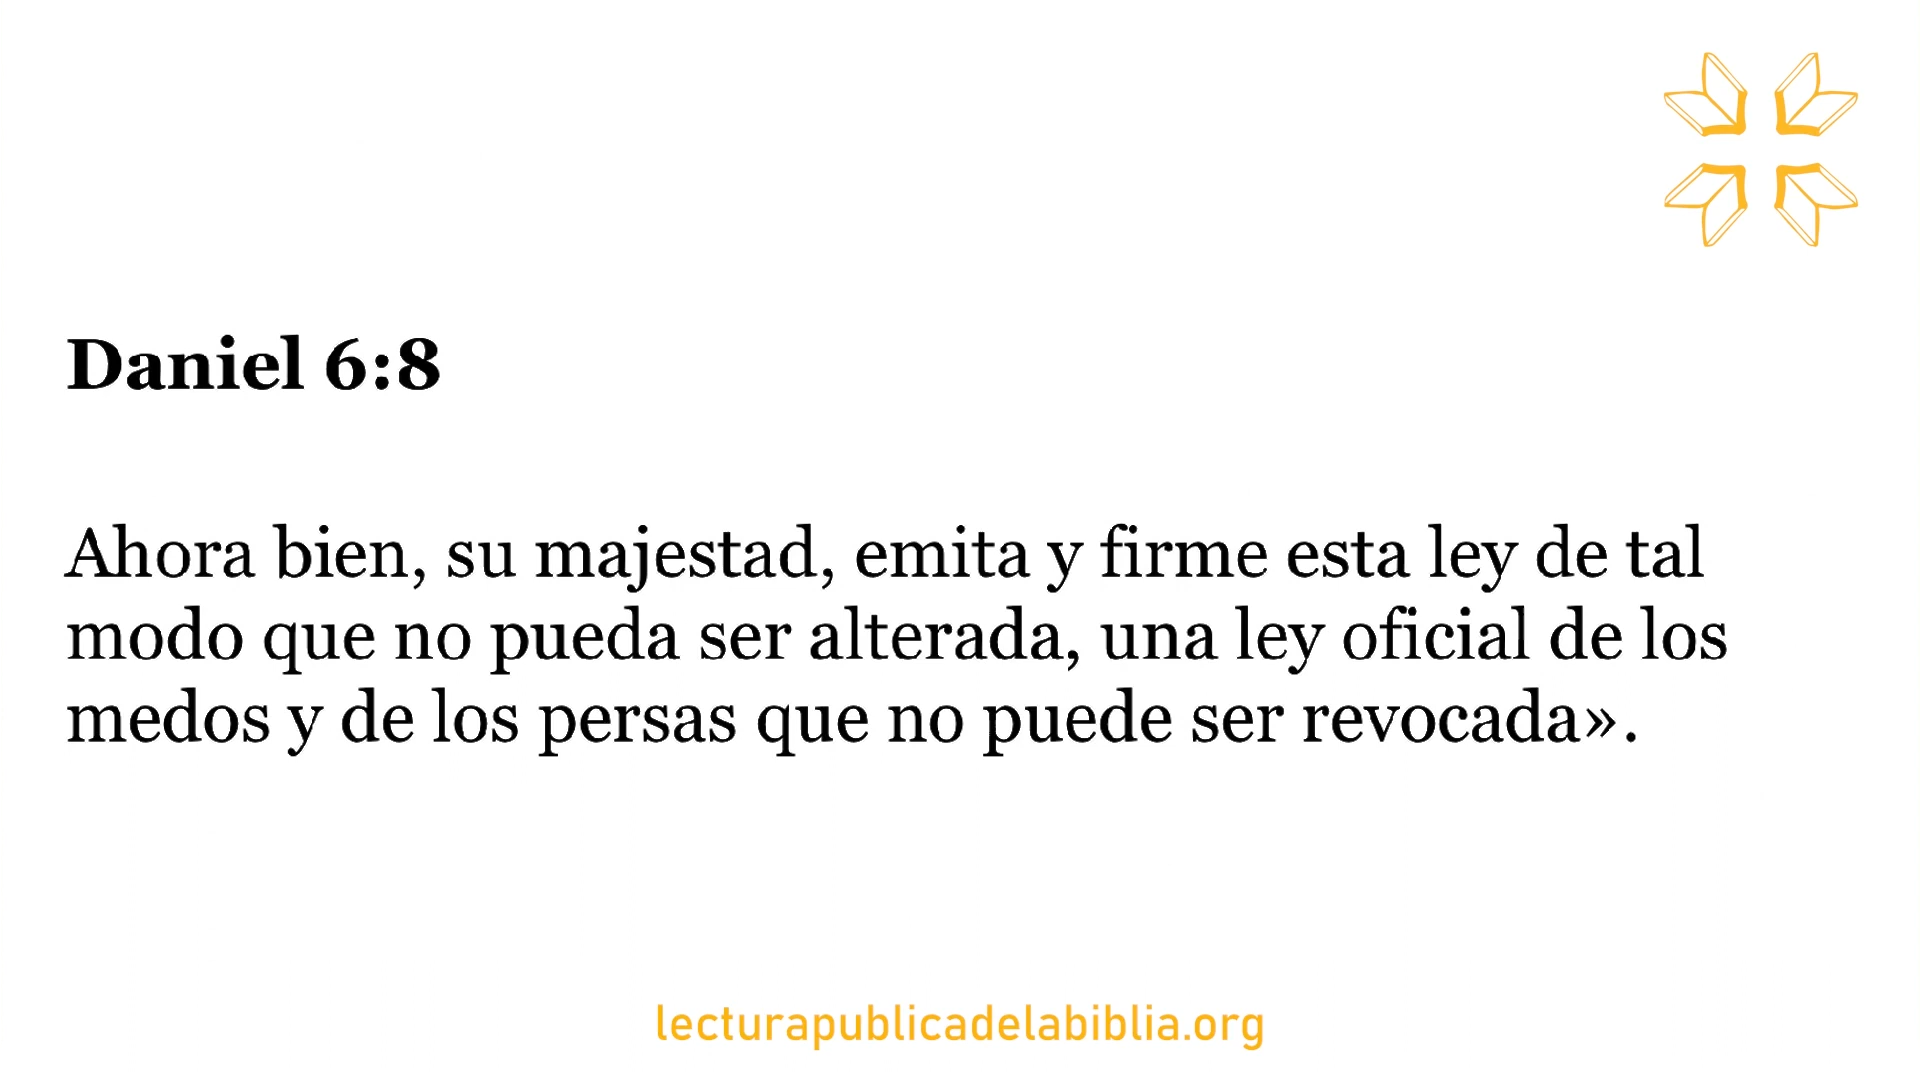 Daniel 6:8
Ahora bien, su majestad, emita y firme esta ley de tal
modo que no pueda ser alterada, una ley oficial de los
medos y de los persas que no puede ser revocada».
lecturapublicadelabiblia.org